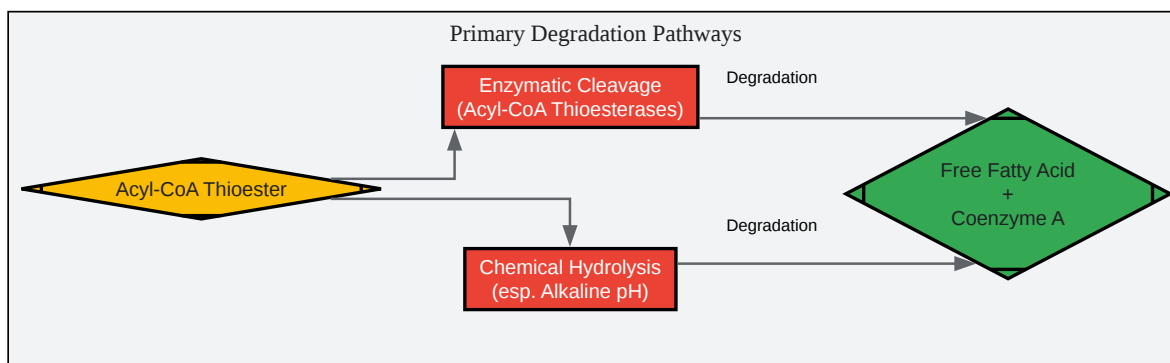 Primary Degradation Pathways
Enzymatic Cleavage
(Acyl-CoA Thioesterases)
Degradation
Acyl-CoA Thioester
Free Fatty Acid
+
Coenzyme A
Degradation
Chemical Hydrolysis
(esp. Alkaline pH)